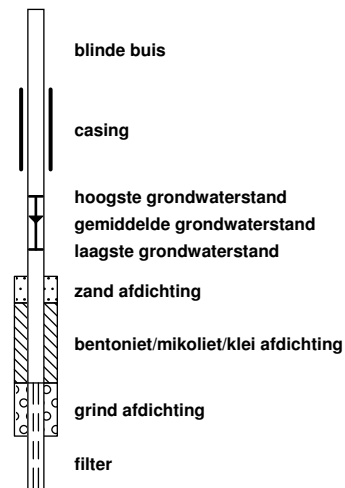 blinde buis
casing
hoogste grondwaterstand
gemiddelde grondwaterstand
laagste grondwaterstand
zand afdichting
bentoniet/mikoliet/klei afdichting
grind afdichting
filter